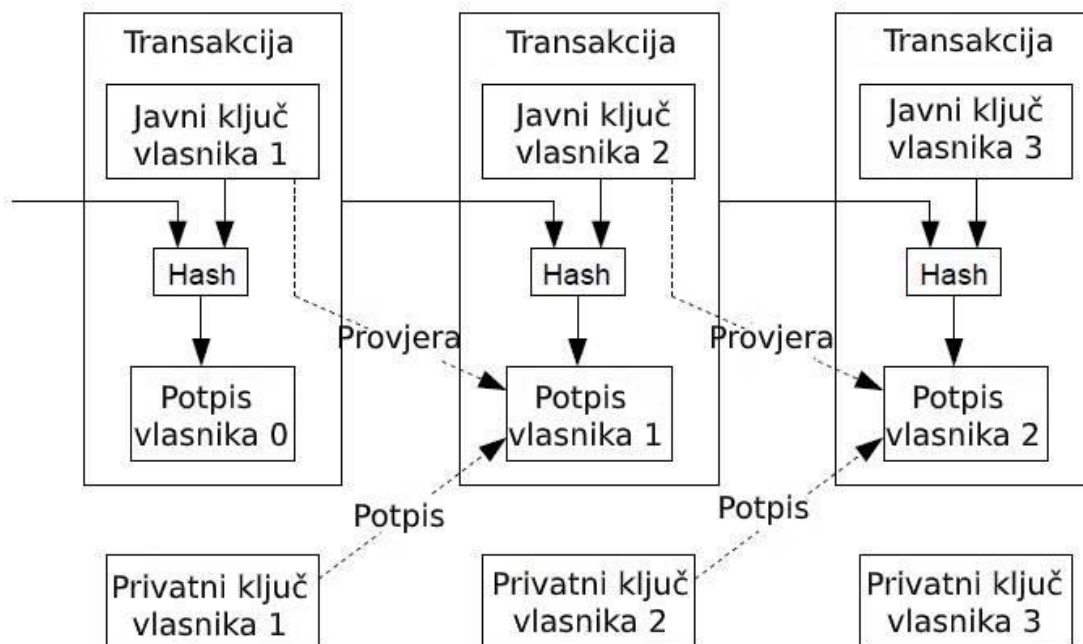 Transakcija
Javni ključ
vlasnika 1
Hash
Potpis
vlasnika 0
Privatni ključ
vlasnika 1
Provjera
Potpis
Transakcija
Javni ključ
vlasnika 2
Hash
Potpis
vlasnika 1
Privatni ključ
vlasnika 2
Provjera
Potpis
Transakcija
Javni ključ
vlasnika 3
Hash
Potpis
vlasnika 2
Privatni ključ
vlasnika 3